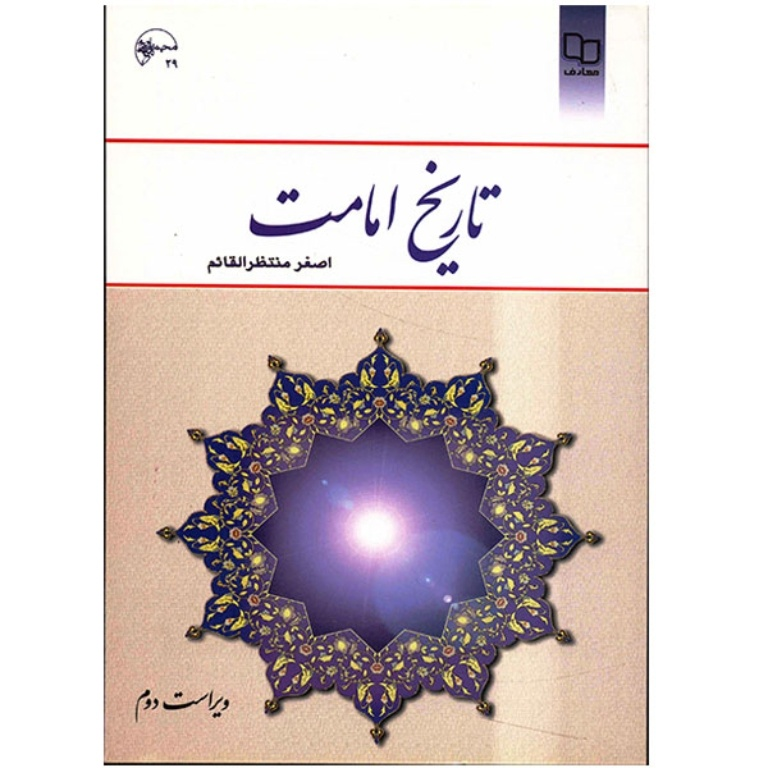 معارف
۲۹
تاریخ امامت
اصغر منتظرالقائم
ویراست دوم